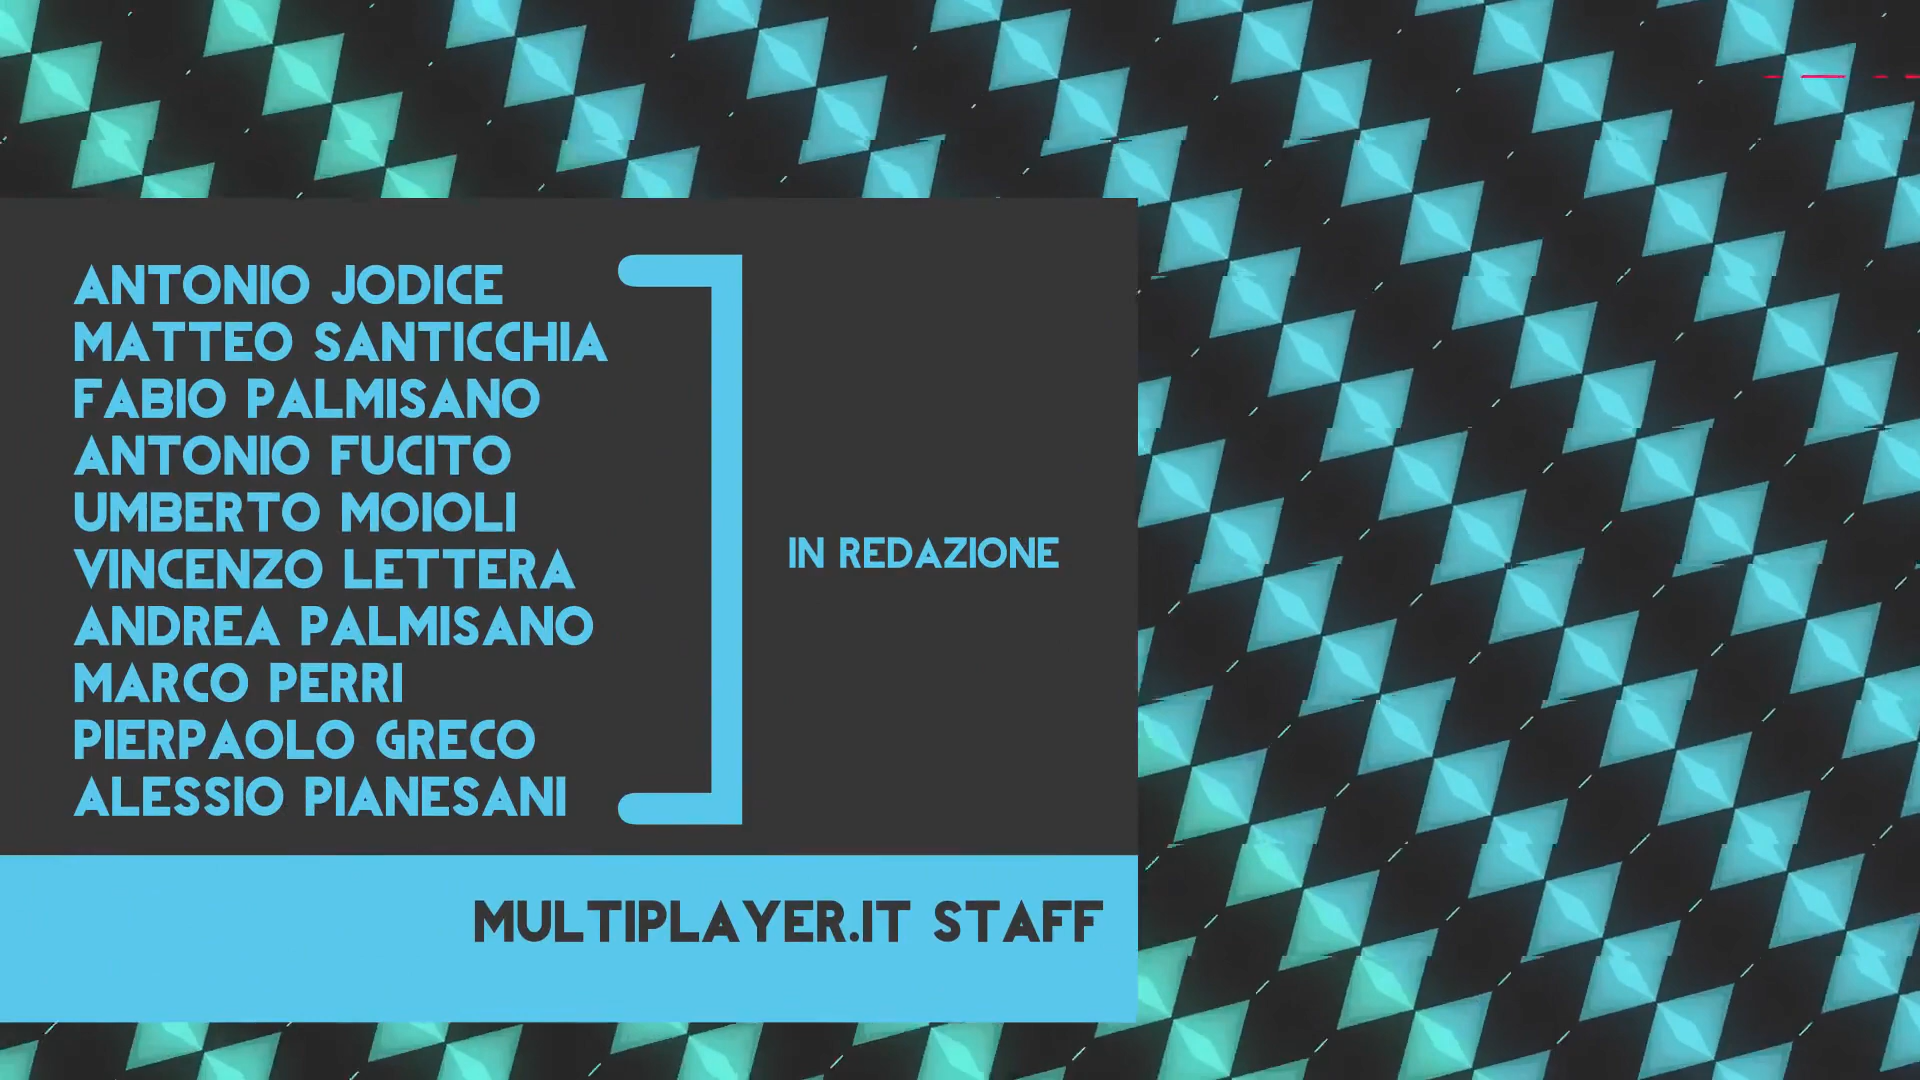 ANTONIO JODICE
MATTEO SANTICCHIA
FABIO PALMISANO
ANTONIO FUCITO
UMBERTO MOIOLI
VINCENZO LETTERA
ANDREA PALMISANO
MARCO PERRI
PIERPAOLO GRECO
ALESSIO PIANESANI
IN REDAZIONE
MULTIPLAYER.IT STAFF